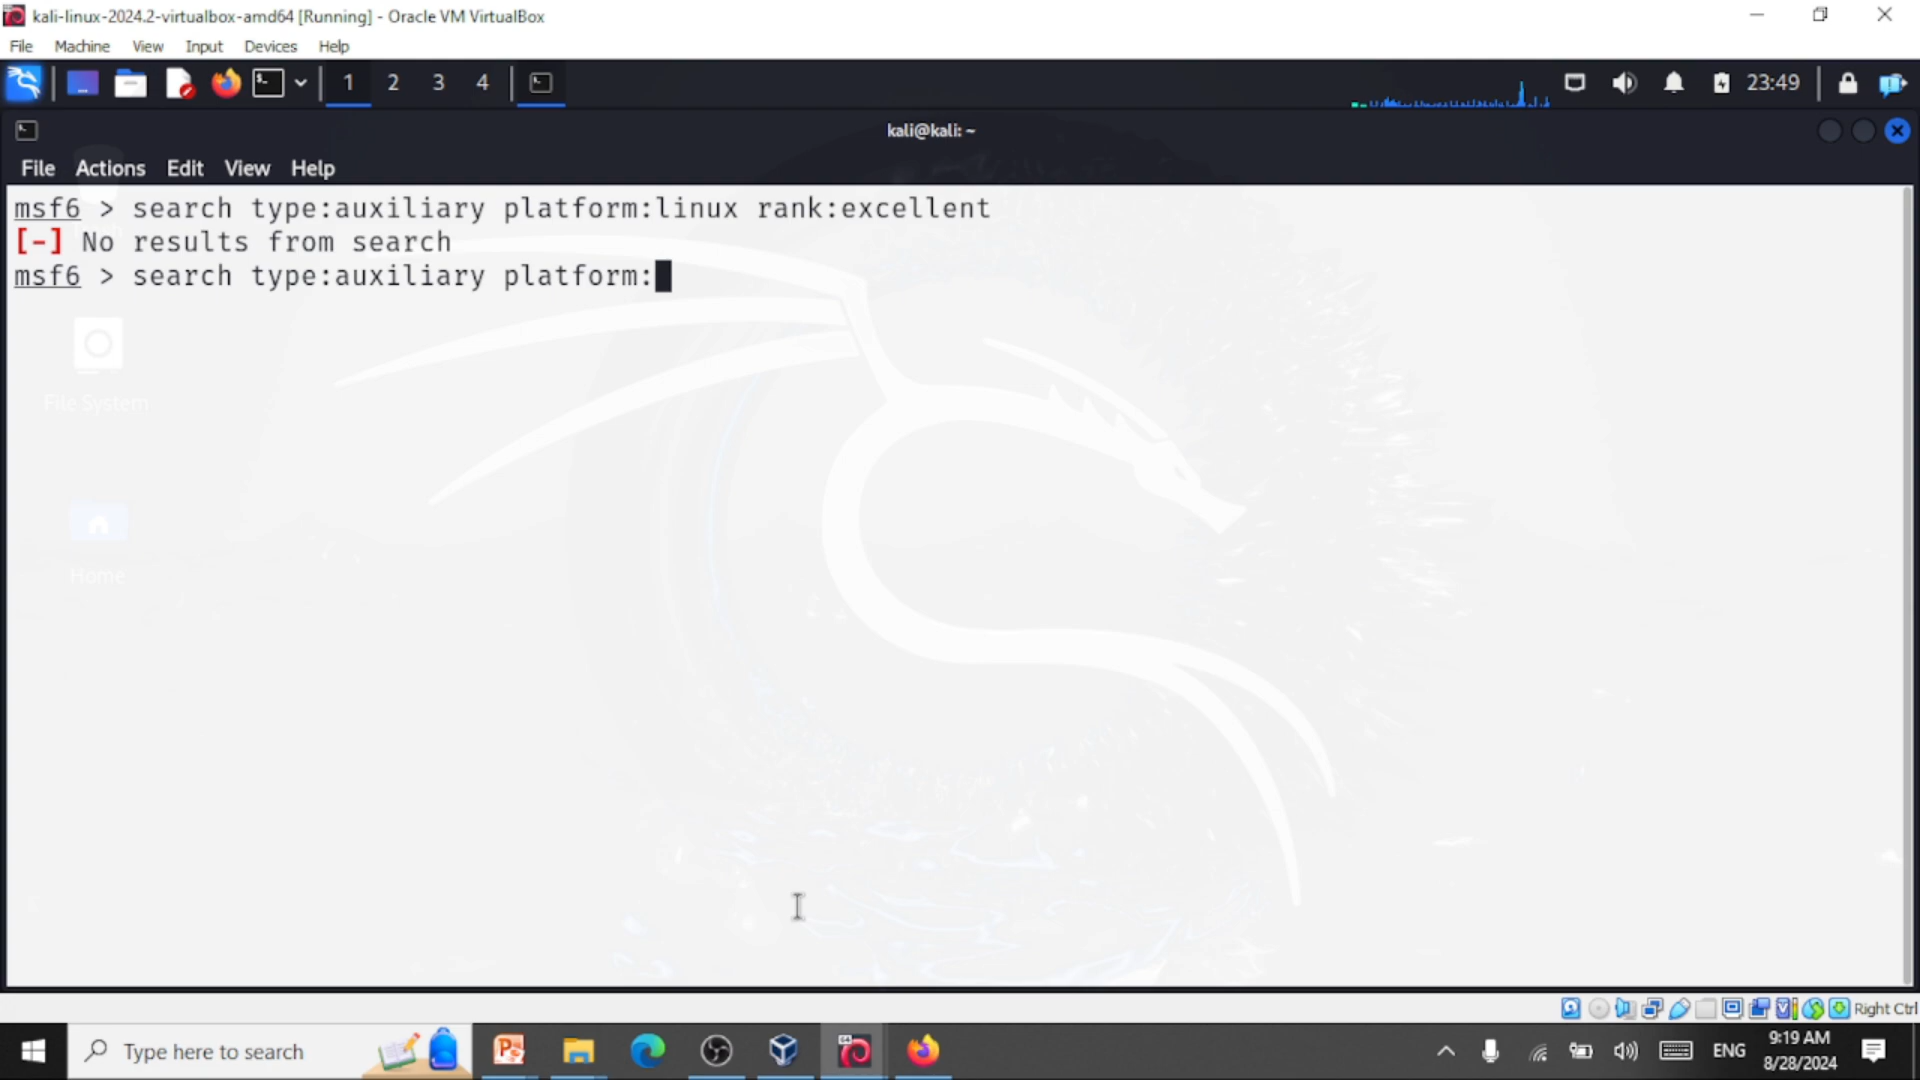 kali-linux-2024.2-virtualbox-amd64 [Running] - Oracle VM VirtualBox
File Machine View Input Devices Help
1 2 3 4 23:49
kali@kali: ~
File Actions Edit View Help
msf6 > search type:auxiliary platform:linux rank:excellent
[-] No results from search
msf6 > search type:auxiliary platform:
File System
Home
Right Ctrl
Type here to search
ENG
9:19 AM
8/28/2024